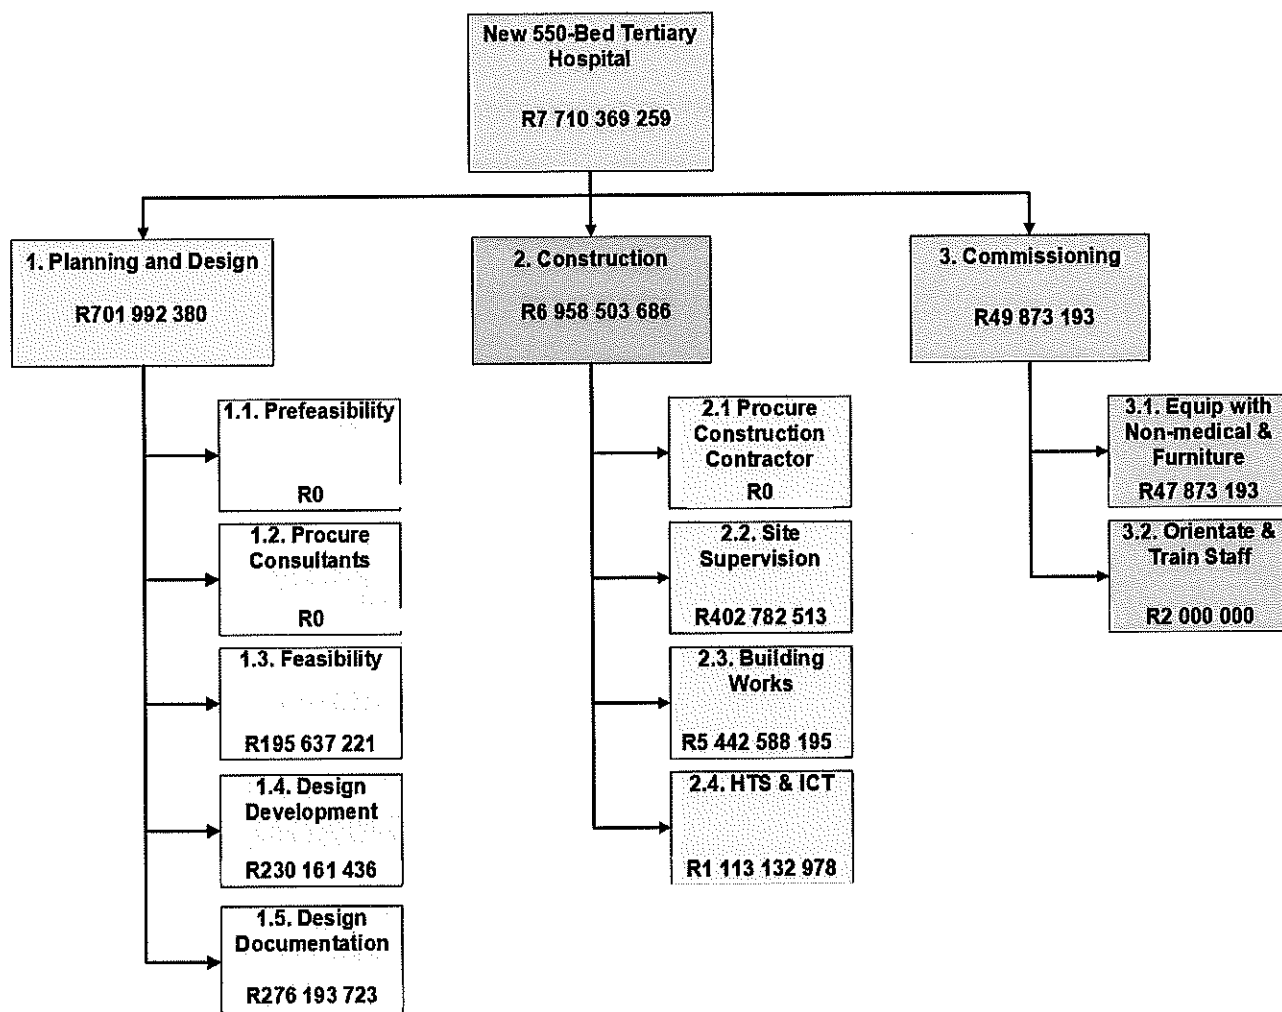 New 550-Bed Tertiary
Hospital
R7 710 369 259
1. Planning and Design
R701 992 380
2. Construction
R6 958 503 686
3. Commissioning
R49 873 193
1.1. Prefeasibility
R0
1.2. Procure
Consultants
R0
1.3. Feasibility
R195 637 221
1.4. Design
Development
R230 161 436
1.5. Design
Documentation
R276 193 723
2.1 Procure
Construction
Contractor
R0
2.2. Site
Supervision
R402 782 513
2.3. Building
Works
R5 442 588 195
2.4. HTS & ICT
R1 113 132 978
3.1. Equip with
Non-medical &
Furniture
R47 873 193
3.2. Orientate &
Train Staff
R2 000 000